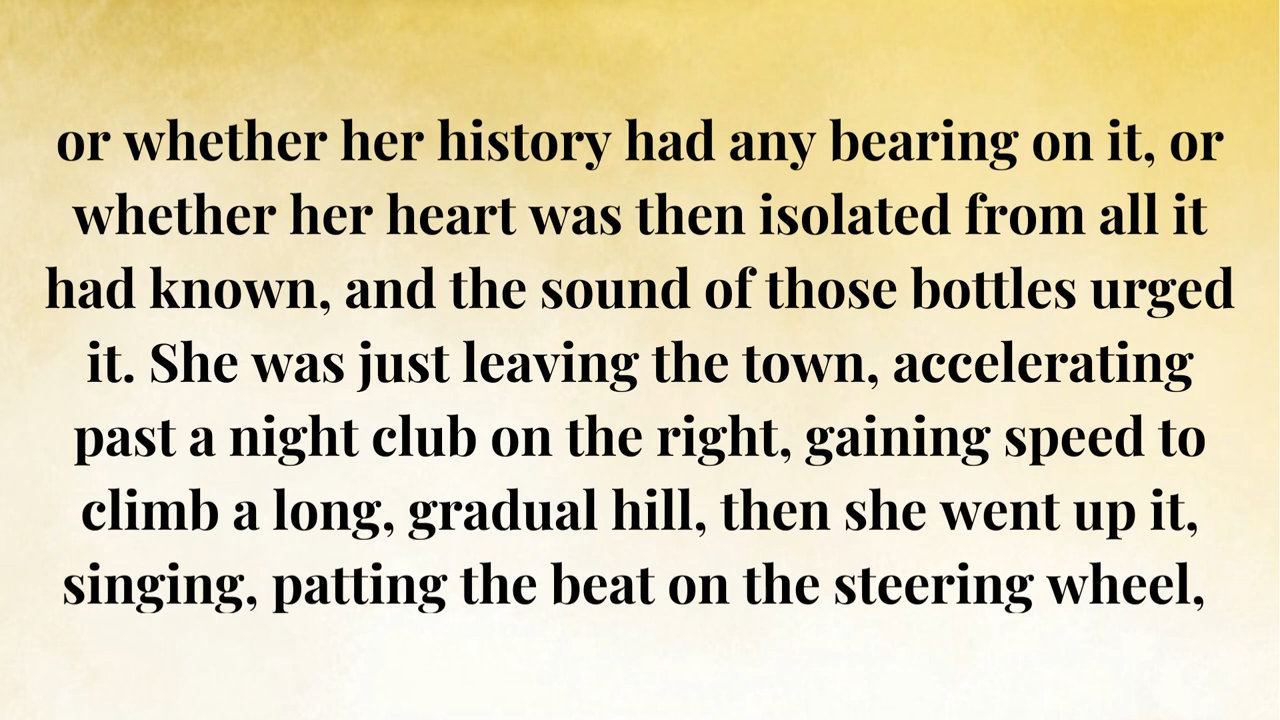 or whether her history had any bearing on it, or
whether her heart was then isolated from all it
had known, and the sound of those bottles urged
it. She was just leaving the town, accelerating
past a night club on the right, gaining speed to
climb a long, gradual hill, then she went up it,
singing, patting the beat on the steering wheel,